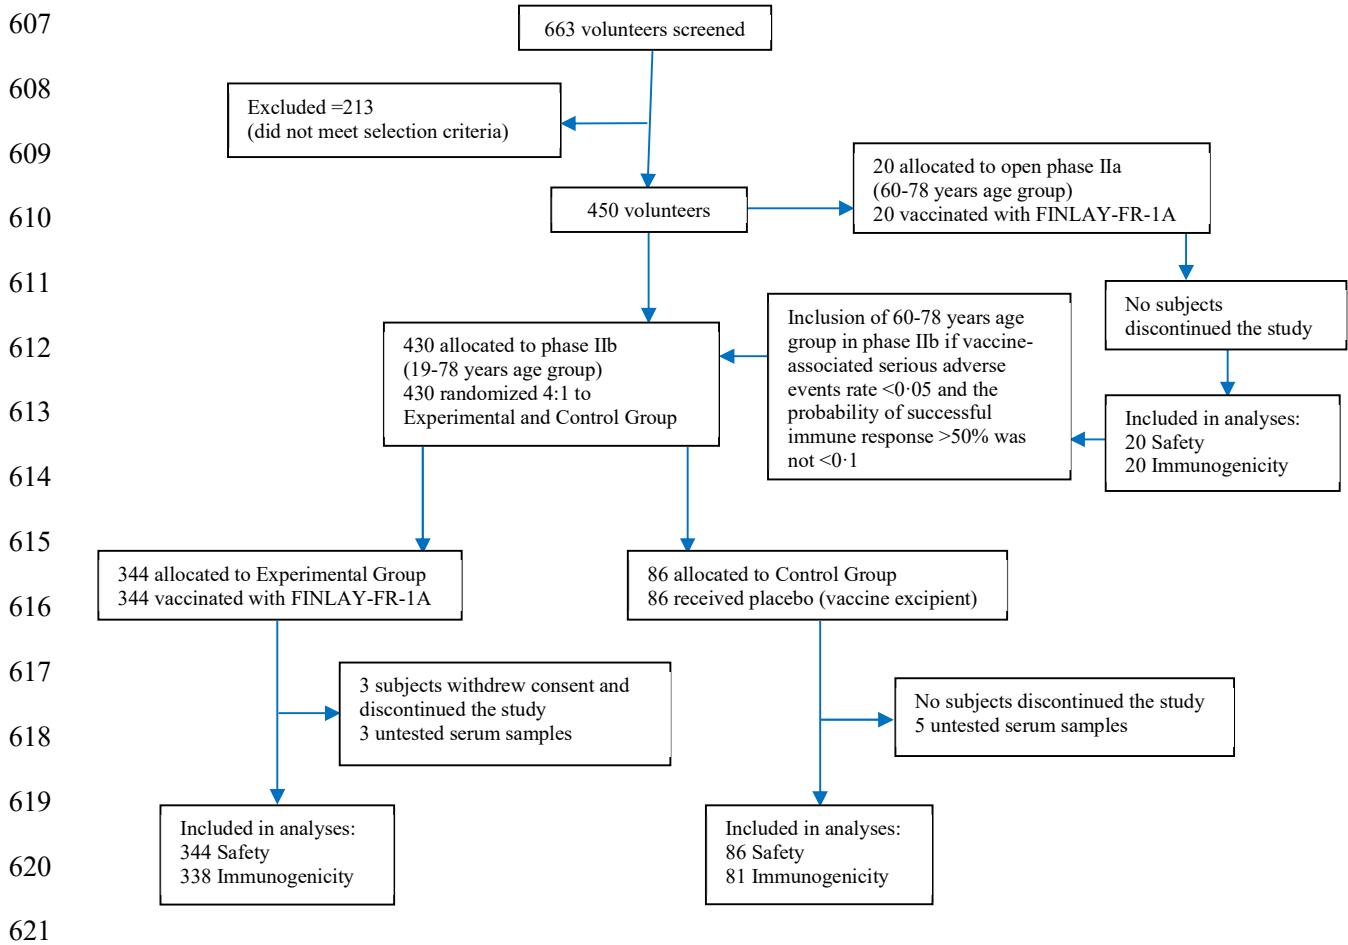 607
663 volunteers screened
608
Excluded =213
(did not meet selection criteria)
609
20 allocated to open phase IIa
(60-78 years age group)
20 vaccinated with FINLAY-FR-1A
610
450 volunteers
611
No subjects
discontinued the study
Inclusion of 60-78 years age
group in phase IIb if vaccine-
associated serious adverse
events rate <0·05 and the
probability of successful
immune response >50% was
not <0·1
612
430 allocated to phase IIb
(19-78 years age group)
430 randomized 4:1 to
Experimental and Control Group
613
Included in analyses:
20 Safety
20 Immunogenicity
614
615
344 allocated to Experimental Group
344 vaccinated with FINLAY-FR-1A
86 allocated to Control Group
86 received placebo (vaccine excipient)
616
617
3 subjects withdrew consent and
discontinued the study
3 untested serum samples
No subjects discontinued the study
5 untested serum samples
618
619
Included in analyses:
344 Safety
338 Immunogenicity
Included in analyses:
86 Safety
81 Immunogenicity
620
621